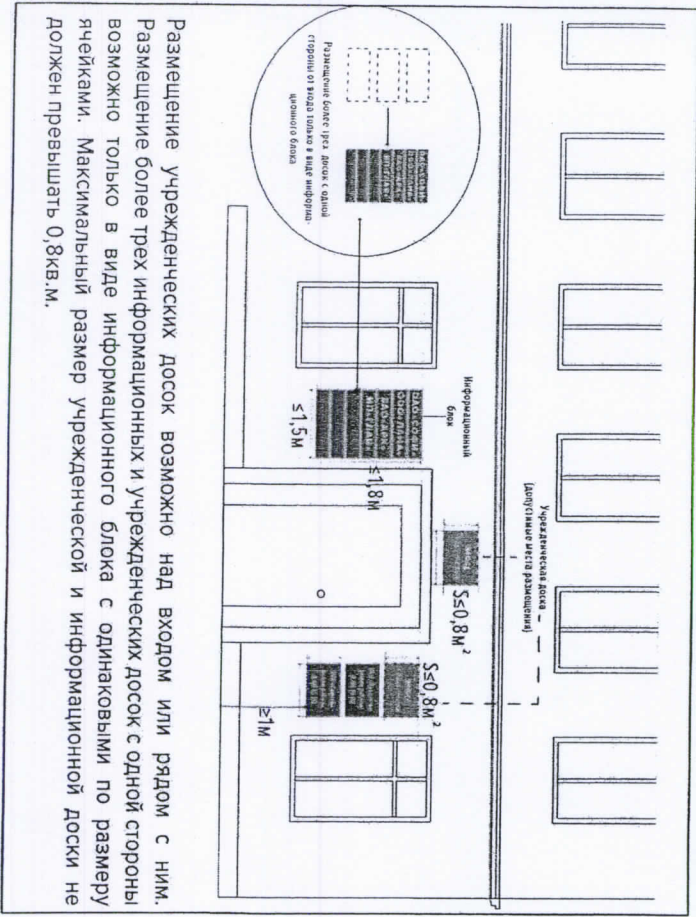 Учрежденческая доска
(допустимые места размещения)
Информационный
блок
S≤0,8м²
S≤0,8м²
≤1,8м
≤1,5м
≥1м
Размещение более трех досок с одной
стороны от входа только в виде информа-
ционного блока
Размещение учрежденческих досок возможно над входом или рядом с ним.
Размещение более трех информационных и учрежденческих досок с одной стороны
возможно только в виде информационного блока с одинаковыми по размеру
ячейками. Максимальный размер учрежденческой и информационной доски не
должен превышать 0,8кв.м.